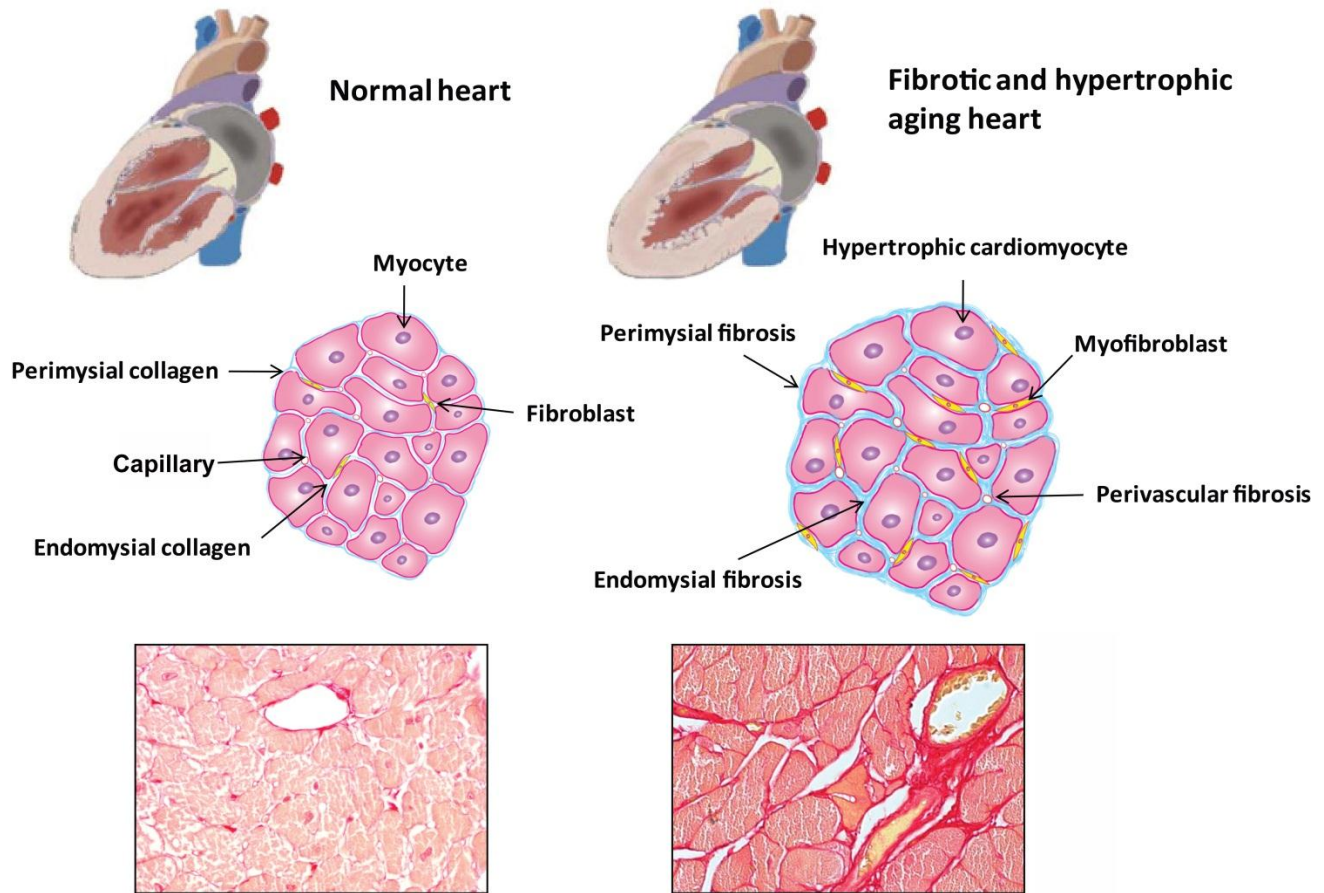 Normal heart
Fibrotic and hypertrophic
aging heart
Myocyte
Perimysial collagen
Fibroblast
Capillary
Endomysial collagen
Hypertrophic cardiomyocyte
Perimysial fibrosis
Myofibroblast
Perivascular fibrosis
Endomysial fibrosis